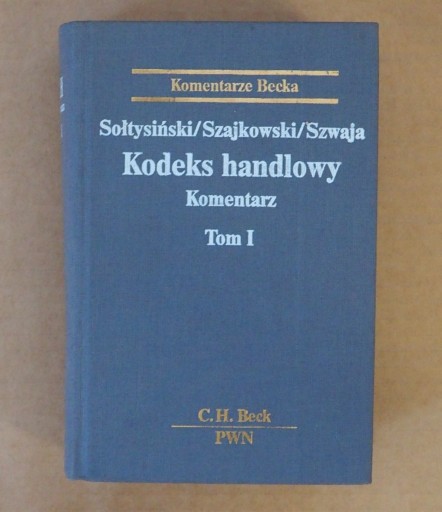 Komentarze Becka
Sołtysiński/Szajkowski/Szwaja
Kodeks handlowy
Komentarz
Tom I
C. H. Beck
PWN